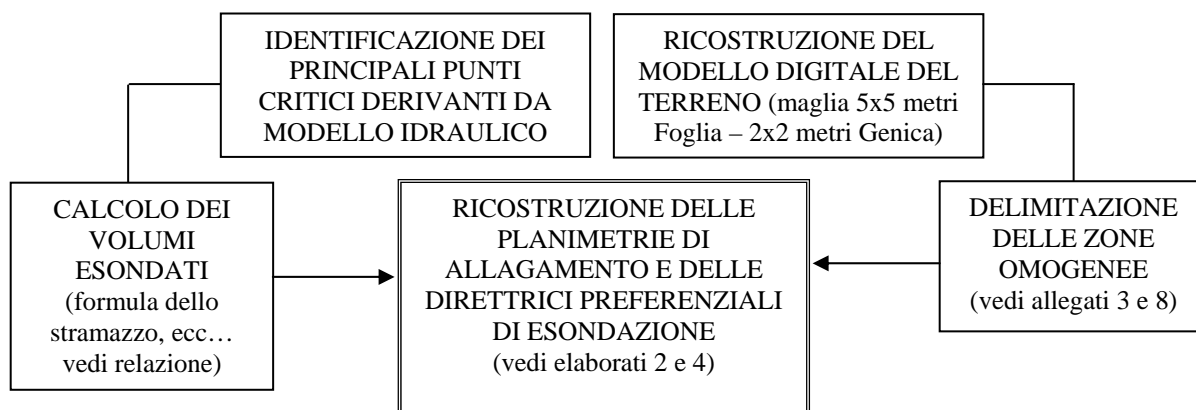 IDENTIFICAZIONE DEI
PRINCIPALI PUNTI
CRITICI DERIVANTI DA
MODELLO IDRAULICO
RICOSTRUZIONE DEL
MODELLO DIGITALE DEL
TERRENO (maglia 5x5 metri
Foglia – 2x2 metri Genica)
CALCOLO DEI
VOLUMI
ESONDATI
(formula dello
stramazzo, ecc…
vedi relazione)
RICOSTRUZIONE DELLE
PLANIMETRIE DI
ALLAGAMENTO E DELLE
DIRETTRICI PREFERENZIALI
DI ESONDAZIONE
(vedi elaborati 2 e 4)
DELIMITAZIONE
DELLE ZONE
OMOGENEE
(vedi allegati 3 e 8)